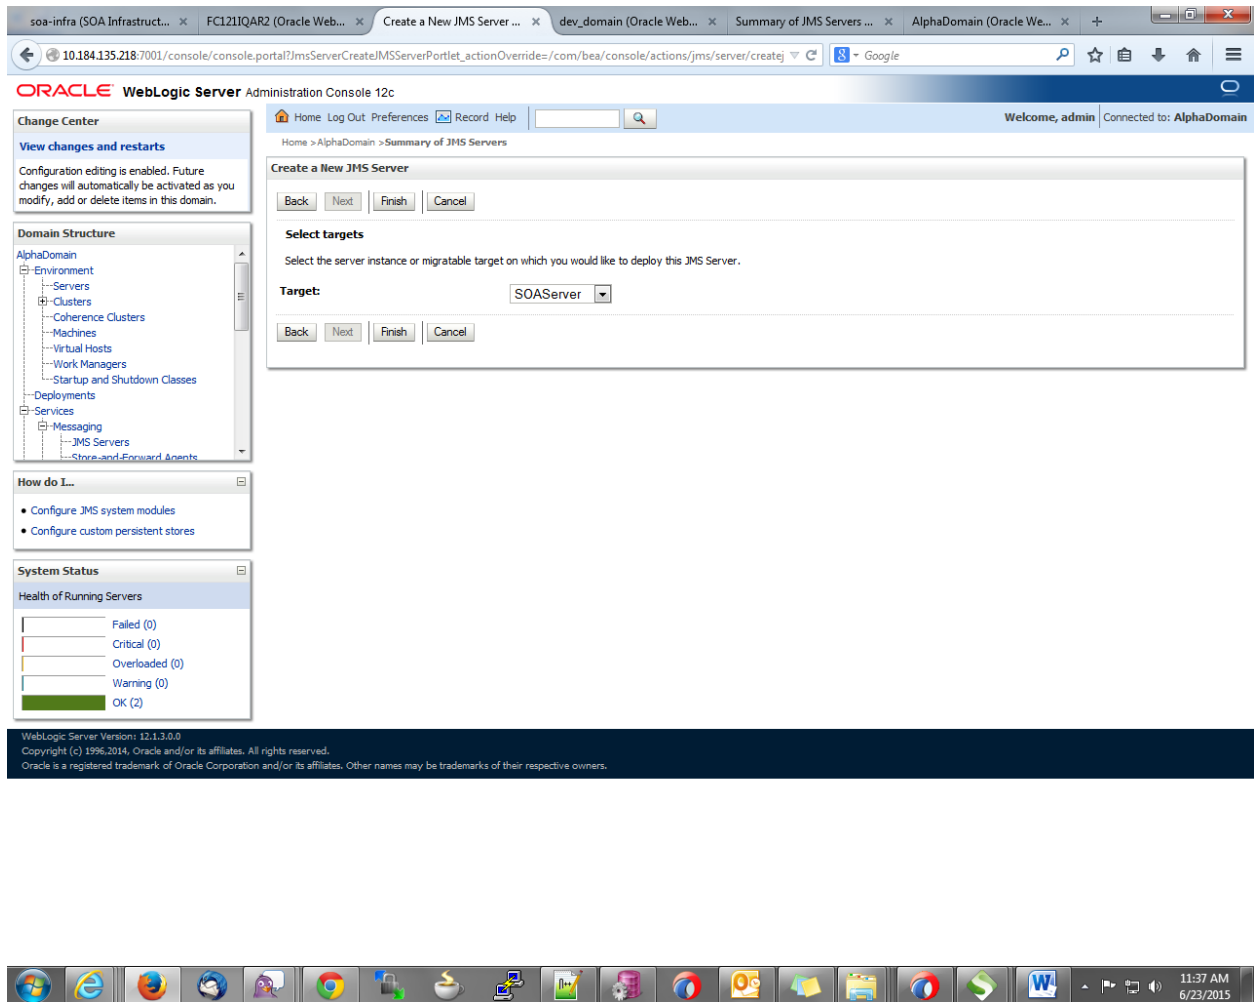 soa-infra (SOA Infrastruct... × FC121IQAR2 (Oracle Web... × Create a New JMS Server ... × dev_domain (Oracle Web... × Summary of JMS Servers ... × AlphaDomain (Oracle We... × +
10.184.135.218:7001/console/console.portal?JmsServerCreateJMSServerPortlet_actionOverride=/com/bea/console/actions/jms/server/createj Google
ORACLE WebLogic Server Administration Console 12c
Change Center
View changes and restarts
Configuration editing is enabled. Future
changes will automatically be activated as you
modify, add or delete items in this domain.
Domain Structure
AlphaDomain
Environment
Servers
Clusters
Coherence Clusters
Machines
Virtual Hosts
Work Managers
Startup and Shutdown Classes
Deployments
Services
Messaging
JMS Servers
Store-and-Forward Agents
How do I...
Configure JMS system modules
Configure custom persistent stores
System Status
Health of Running Servers
Failed (0)
Critical (0)
Overloaded (0)
Warning (0)
OK (2)
Home Log Out Preferences Record Help
Welcome, admin Connected to: AlphaDomain
Home >AlphaDomain >Summary of JMS Servers
Create a New JMS Server
Back Next Finish Cancel
Select targets
Select the server instance or migratable target on which you would like to deploy this JMS Server.
Target: SOAServer
Back Next Finish Cancel
WebLogic Server Version: 12.1.3.0.0
Copyright (c) 1996,2014, Oracle and/or its affiliates. All rights reserved.
Oracle is a registered trademark of Oracle Corporation and/or its affiliates. Other names may be trademarks of their respective owners.
11:37 AM
6/23/2015